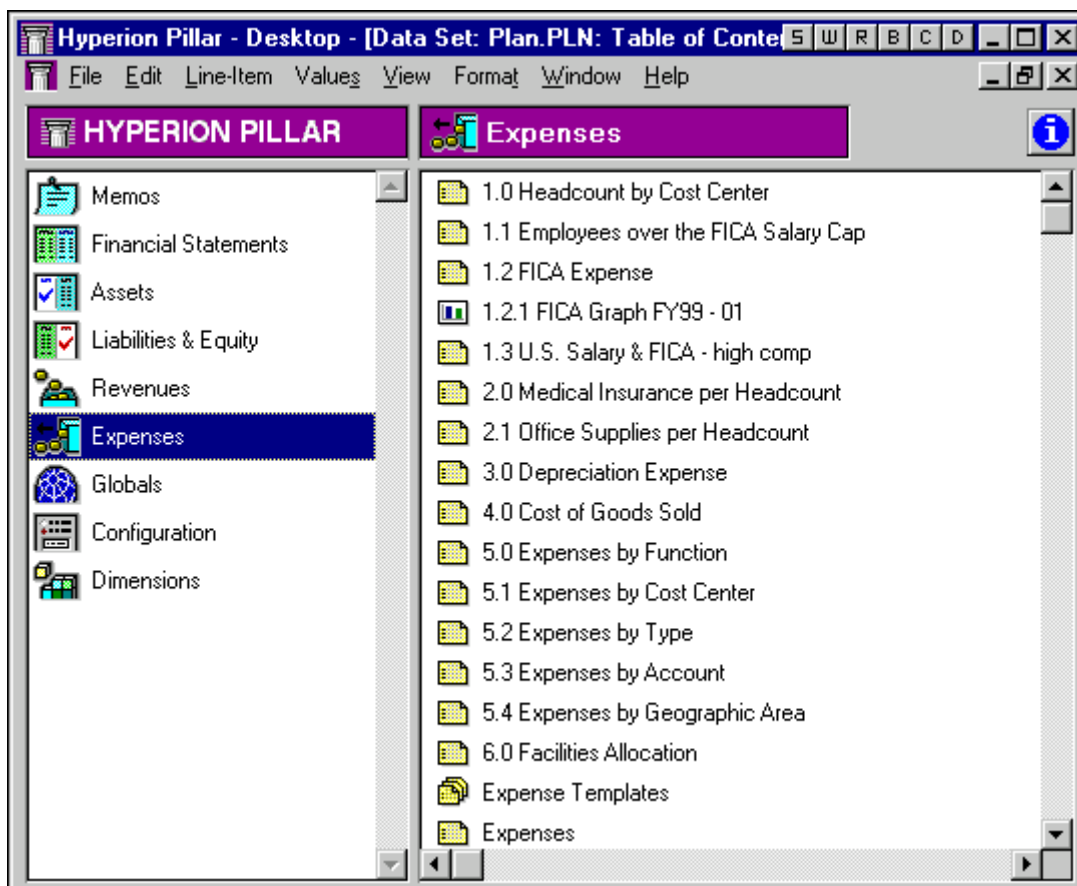 Hyperion Pillar - Desktop - [Data Set: Plan.PLN: Table of Conte S W R B C D
File Edit Line-Item Values View Format Window Help
HYPERION PILLAR
Expenses
Memos
Financial Statements
Assets
Liabilities & Equity
Revenues
Expenses
Globals
Configuration
Dimensions
1.0 Headcount by Cost Center
1.1 Employees over the FICA Salary Cap
1.2 FICA Expense
1.2.1 FICA Graph FY99 - 01
1.3 U.S. Salary & FICA - high comp
2.0 Medical Insurance per Headcount
2.1 Office Supplies per Headcount
3.0 Depreciation Expense
4.0 Cost of Goods Sold
5.0 Expenses by Function
5.1 Expenses by Cost Center
5.2 Expenses by Type
5.3 Expenses by Account
5.4 Expenses by Geographic Area
6.0 Facilities Allocation
Expense Templates
Expenses